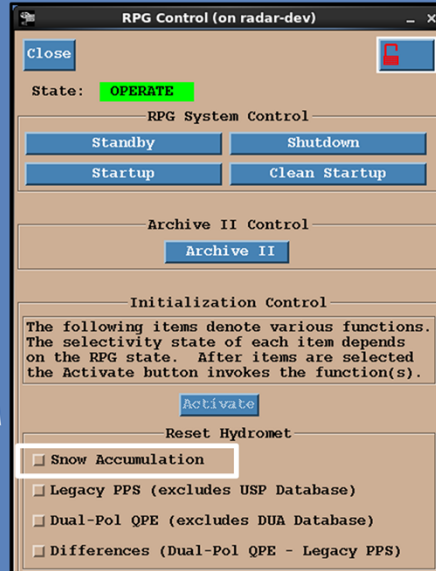 RPG Control (on radar-dev)
Close
State: OPERATE
RPG System Control
Standby Shutdown
Startup Clean Startup
Archive II Control
Archive II
Initialization Control
The following items denote various functions.
The selectivity state of each item depends
on the RPG state. After items are selected
the Activate button invokes the function(s).
Activate
Reset Hydromet
Snow Accumulation
Legacy PPS (excludes USP Database)
Dual-Pol QPE (excludes DUA Database)
Differences (Dual-Pol QPE - Legacy PPS)